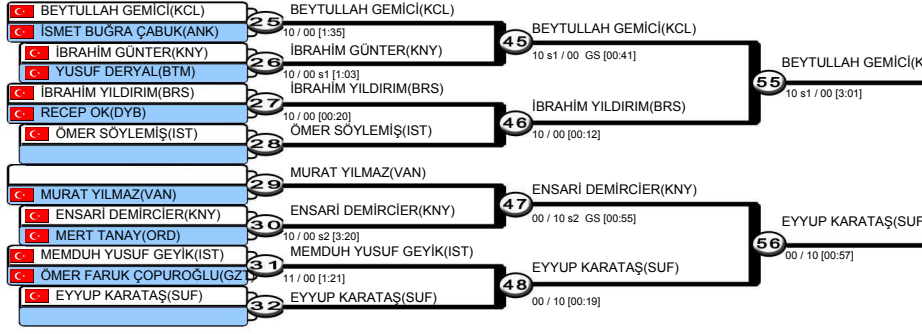 BEYTULLAH GEMİCİ(KCL)
İSMET BUĞRA ÇABUK(ANK)
25
BEYTULLAH GEMİCİ(KCL)
10 / 00 [1:35]
İBRAHİM GÜNTER(KNY)
YUSUF DERYAL(BTM)
26
İBRAHİM GÜNTER(KNY)
10 / 00 s1 [1:03]
45
BEYTULLAH GEMİCİ(KCL)
10 s1 / 00 GS [00:41]
İBRAHİM YILDIRIM(BRS)
RECEP OK(DYB)
27
İBRAHİM YILDIRIM(BRS)
10 / 00 [00:20]
ÖMER SÖYLEMİŞ(IST)
28
ÖMER SÖYLEMİŞ(IST)
46
İBRAHİM YILDIRIM(BRS)
10 / 00 [00:12]
55
BEYTULLAH GEMİCİ(K
10 s1 / 00 [3:01]
MURAT YILMAZ(VAN)
29
MURAT YILMAZ(VAN)
ENSARİ DEMİRCİER(KNY)
MERT TANAY(ORD)
30
ENSARİ DEMİRCİER(KNY)
10 / 00 s2 [3:20]
47
ENSARİ DEMİRCİER(KNY)
00 / 10 s2 GS [00:55]
MEMDUH YUSUF GEYİK(IST)
ÖMER FARUK ÇOPUROĞLU(GZT)
31
MEMDUH YUSUF GEYİK(IST)
11 / 00 [1:21]
EYYUP KARATAŞ(SUF)
32
EYYUP KARATAŞ(SUF)
48
EYYUP KARATAŞ(SUF)
00 / 10 [00:19]
56
EYYUP KARATAŞ(SUF
00 / 10 [00:57]